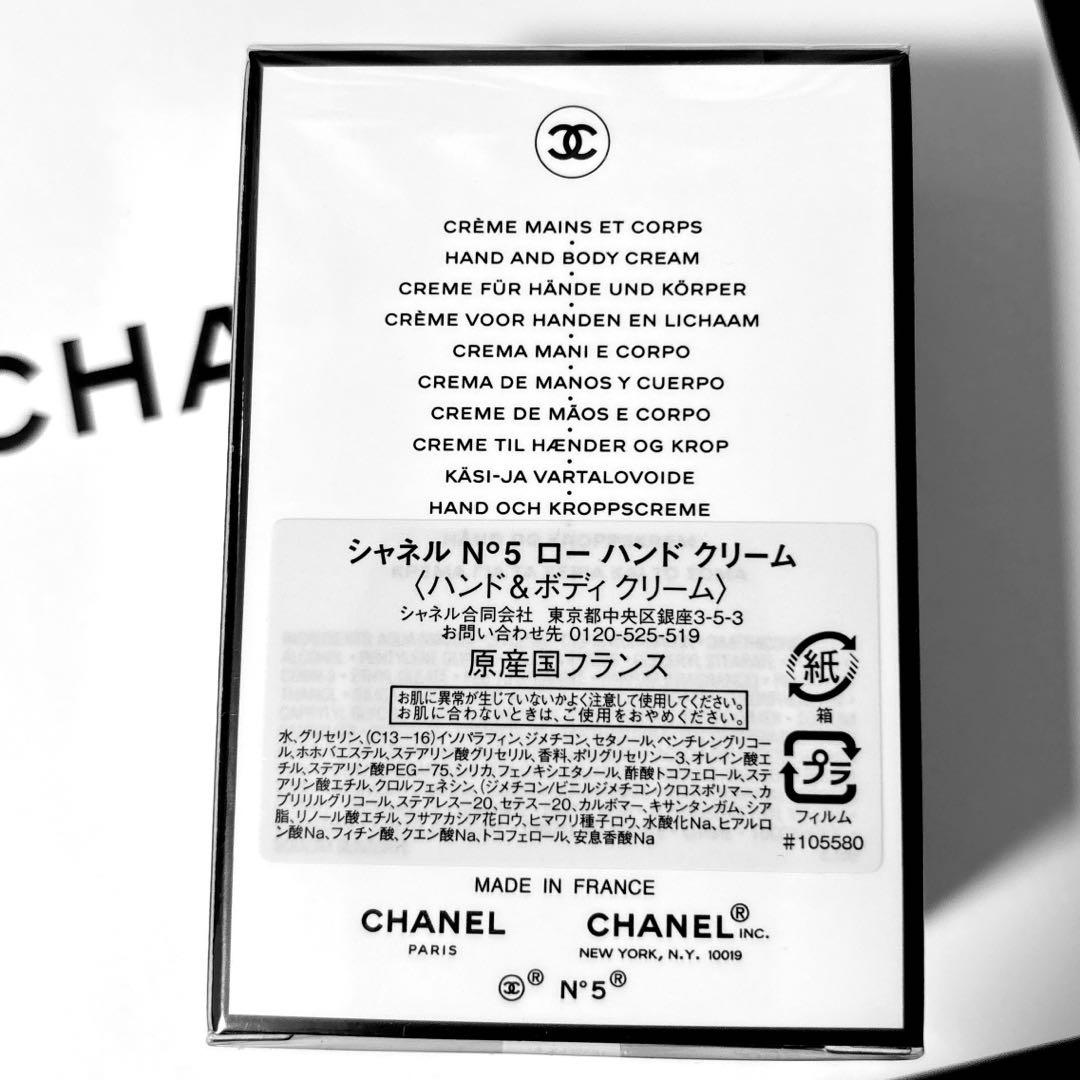 CHA
CRÈME MAINS ET CORPS
HAND AND BODY CREAM
CREME FÜR HÄNDE UND KÖRPER
CRÈME VOOR HANDEN EN LICHAAM
CREMA MANI E CORPO
CREMA DE MANOS Y CUERPO
CREME DE MÃOS E CORPO
CREME TIL HÆNDER OG KROP
KÄSI-JA VARTALOVOIDE
HAND OCH KROPPSCREME
シャネル N°5 ロー ハンド クリーム
〈ハンド&ボディ クリーム〉
シャネル合同会社 東京都中央区銀座3-5-3
お問い合わせ先 0120-525-519
原産国フランス
お肌に異常が生じていないかよく注意して使用してください。
お肌に合わないときは、ご使用をおやめください。
水、グリセリン、(C13−16)イソパラフィン、ジメチコン、セタノール、ペンチレングリコー
ル、ホホバエステル、ステアリン酸グリセリル、香料、ポリグリセリン−3、オレイン酸エ
チル、ステアリン酸PEG−75、シリカ、フェノキシエタノール、酢酸トコフェロール、ステ
アリン酸エチル、クロルフェネシン、(ジメチコン/ビニルジメチコン)クロスポリマー、カ
プリリルグリコール、ステアレス−20、セテス−20、カルボマー、キサンタンガム、シア
脂、リノール酸エチル、フサアカシア花ロウ、ヒマワリ種子ロウ、水酸化Na、ヒアルロ
ン酸Na、フィチン酸、クエン酸Na、トコフェロール、安息香酸Na
紙
箱
プラ
フィルム
#105580
MADE IN FRANCE
CHANEL
PARIS
CHANEL® INC.
NEW YORK, N.Y. 10019
® N°5®